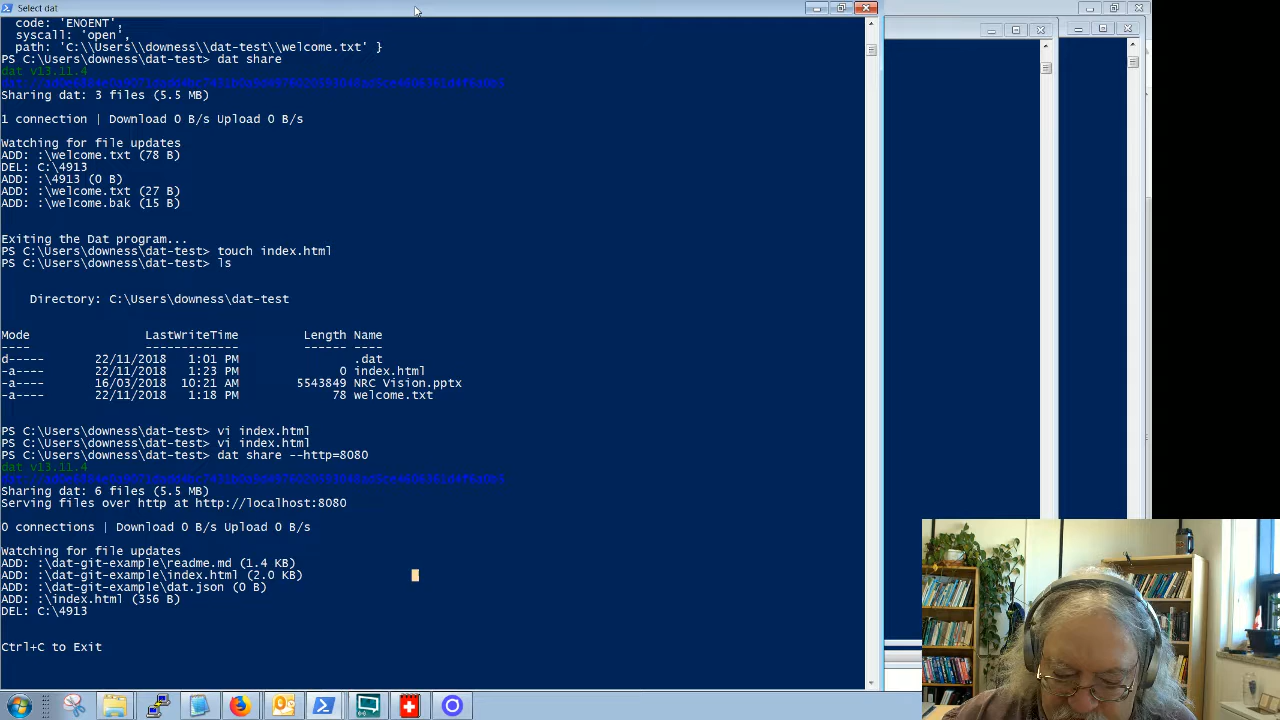 Select dat
code: 'ENOENT',
syscall: 'open',
path: 'C:\\Users\\downess\\dat-test\\welcome.txt' }
PS C:\Users\downess\dat-test> dat share
dat v13.11.4
Sharing dat: 3 files (5.5 MB)
1 connection | Download 0 B/s Upload 0 B/s
Watching for file updates
ADD: :\welcome.txt (78 B)
DEL: C:\4913
ADD: :\4913 (0 B)
ADD: :\welcome.txt (27 B)
ADD: :\welcome.bak (15 B)
Exiting the Dat program...
PS C:\Users\downess\dat-test> touch index.html
PS C:\Users\downess\dat-test> ls
Directory: C:\Users\downess\dat-test
Mode LastWriteTime Length Name
---- ------------- ------ ----
d----- 22/11/2018 1:01 PM .dat
-a---- 22/11/2018 1:23 PM 0 index.html
-a---- 16/03/2018 10:21 AM 5543849 NRC Vision.pptx
-a---- 22/11/2018 1:18 PM 78 welcome.txt
PS C:\Users\downess\dat-test> vi index.html
PS C:\Users\downess\dat-test> vi index.html
PS C:\Users\downess\dat-test> dat share --http=8080
dat v13.11.4
Sharing dat: 6 files (5.5 MB)
Serving files over http at http://localhost:8080
0 connections | Download 0 B/s Upload 0 B/s
Watching for file updates
ADD: :\dat-git-example\readme.md (1.4 KB)
ADD: :\dat-git-example\index.html (2.0 KB)
ADD: :\dat-git-example\dat.json (0 B)
ADD: :\index.html (356 B)
DEL: C:\4913
Ctrl+C to Exit